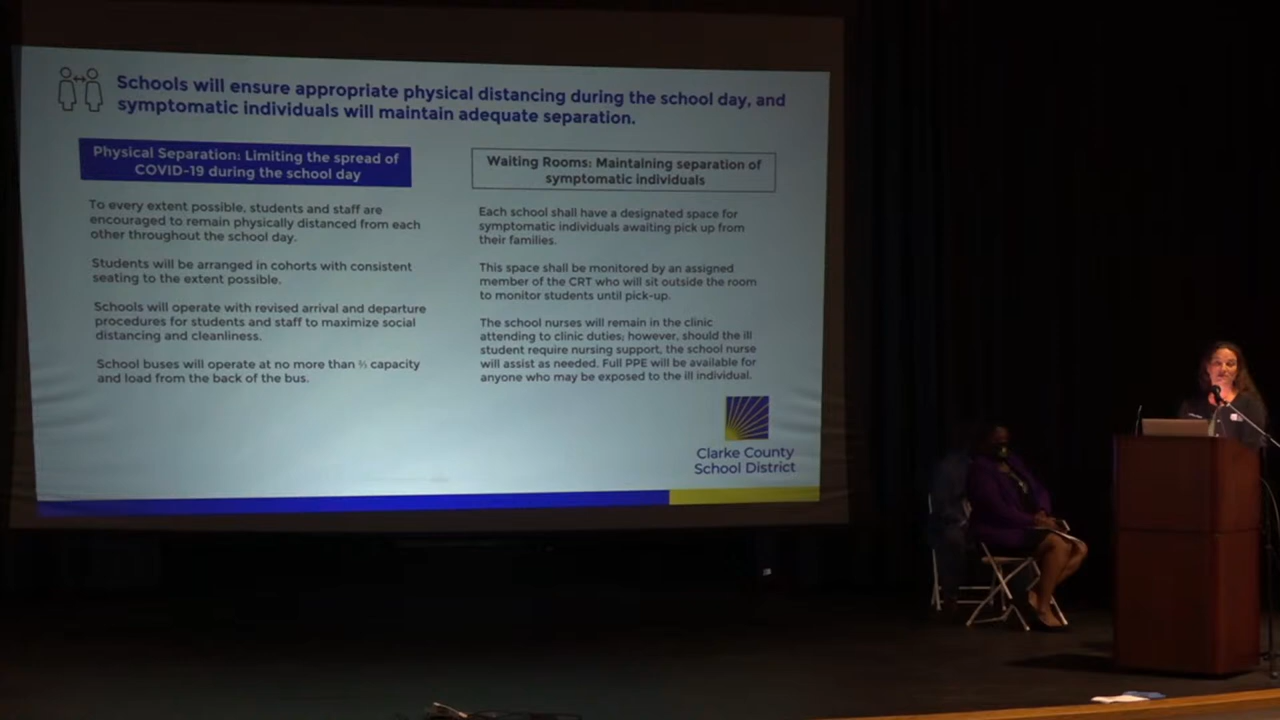 Schools will ensure appropriate physical distancing during the school day, and
symptomatic individuals will maintain adequate separation.
Physical Separation: Limiting the spread of
COVID-19 during the school day
To every extent possible, students and staff are
encouraged to remain physically distanced from each
other throughout the school day.
Students will be arranged in cohorts with consistent
seating to the extent possible.
Schools will operate with revised arrival and departure
procedures for students and staff to maximize social
distancing and cleanliness.
School buses will operate at no more than capacity
and load from the back of the bus.
Waiting Rooms: Maintaining separation of
symptomatic individuals
Each school shall have a designated space for
symptomatic individuals awaiting pick up from
their families.
This space shall be monitored by an assigned
member of the CRT who will sit outside the room
to monitor students until pick-up.
The school nurses will remain in the clinic
attending to clinic duties; however, should the ill
student require nursing support, the school nurse
will assist as needed. Full PPE will be available for
anyone who may be exposed to the ill individual.
Clarke County
School District